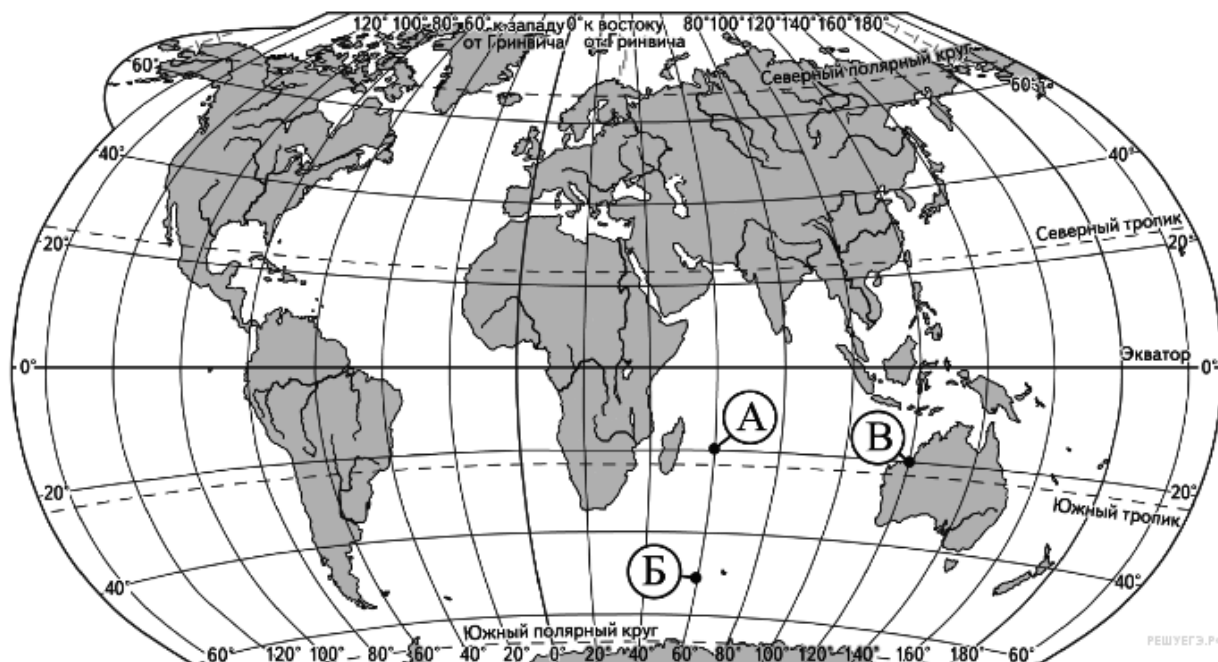 120° 100° 80° 60° к западу 0° к востоку 80° 100° 120° 140° 160° 180°
от Гринвича от Гринвича
60° Северный полярный круг 60°
40° 40°
Северный тропик
20° 20°
Экватор
0° 0°
А
В
20° 20°
Южный тропик
Б
40° 40°
Южный полярный круг
60° 120° 100° 80° 60° 40° 20° 0° 20° 40° 60° 80° 100° 120° 140° 160° 180° 60°